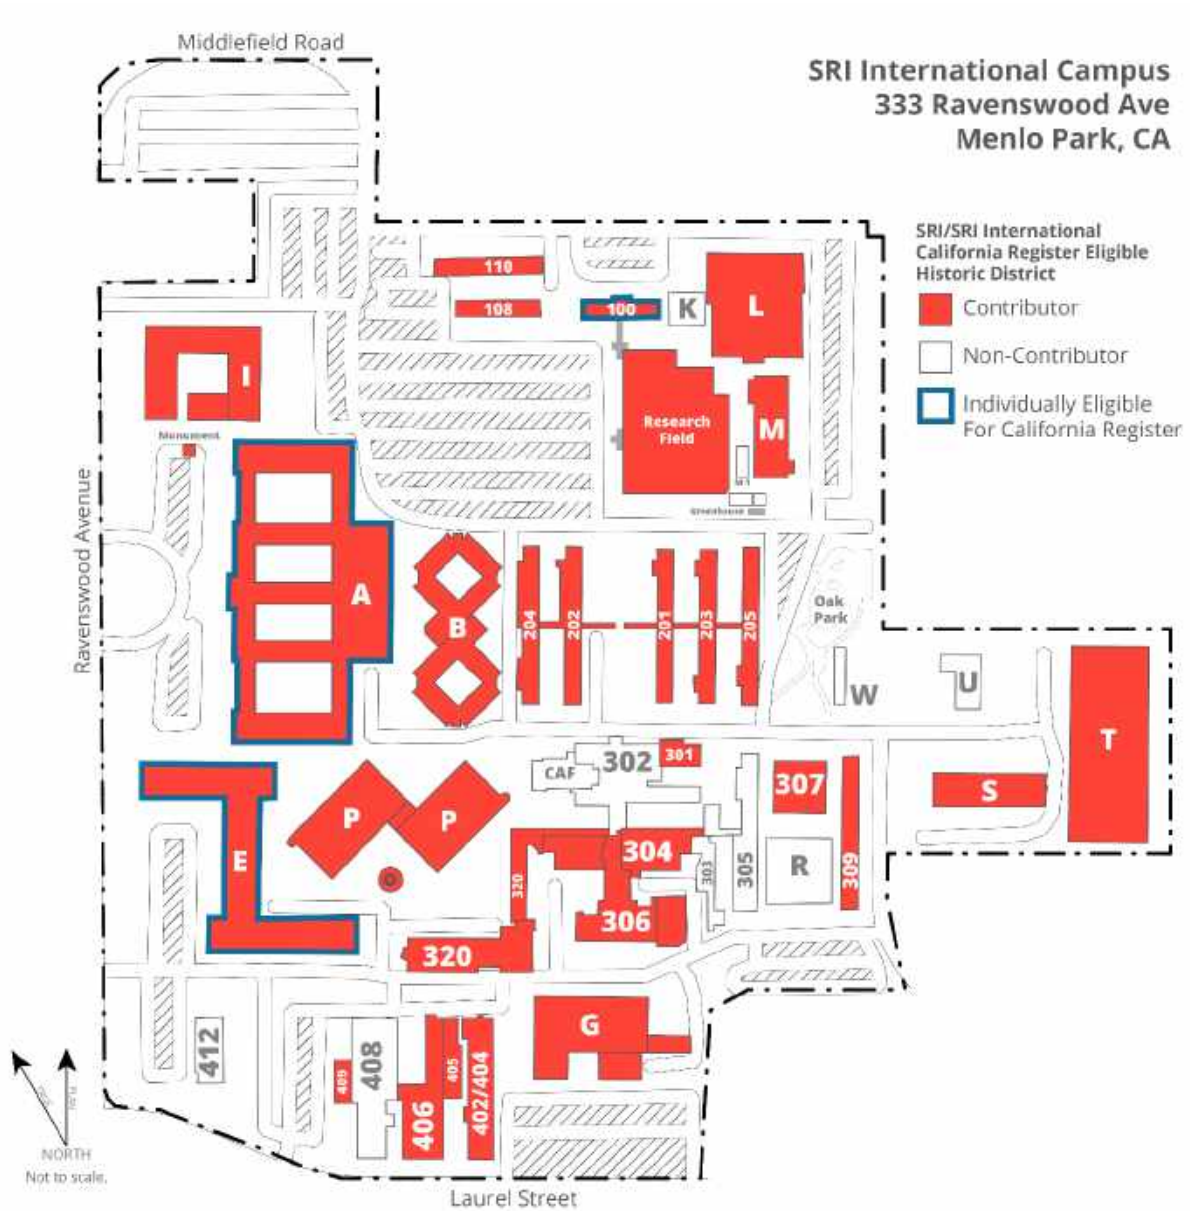 Middlefield Road
SRI International Campus
333 Ravenswood Ave
Menlo Park, CA
SRI/SRI International
California Register Eligible
Historic District
Contributor
Non-Contributor
Individually Eligible
For California Register
110
108
100
K
L
I
Research
Field
M
Monument
Greenhouse
Ravenswood Avenue
A
B
204
202
201
203
205
Oak
Park
W
U
T
S
CAF
302
301
307
P
P
E
304
303
305
R
309
320
306
320
G
412
409
408
406
405
402/404
NORTH
Not to scale.
Laurel Street